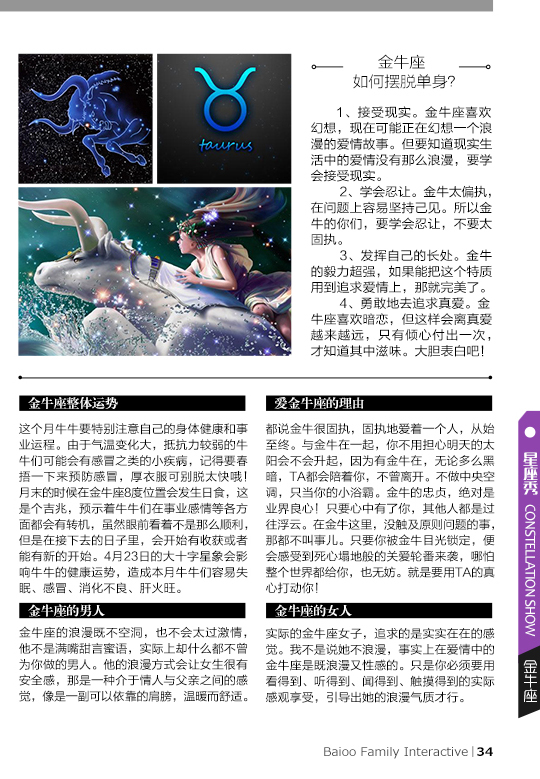 taurus
金牛座
如何摆脱单身?
1、接受现实。金牛座喜欢
幻想，现在可能正在幻想一个浪
漫的爱情故事。但要知道现实生
活中的爱情没有那么浪漫，要学
会接受现实。
2、学会忍让。金牛太偏执，
在问题上容易坚持己见。所以金
牛的你们，要学会忍让，不要太
固执。
3、发挥自己的长处。金牛
的毅力超强，如果能把这个特质
用到追求爱情上，那就完美了。
4、勇敢地去追求真爱。金
牛座喜欢暗恋，但这样会离真爱
越来越远，只有倾心付出一次，
才知道其中滋味。大胆表白吧！
金牛座整体运势
这个月牛牛要特别注意自己的身体健康和事
业运程。由于气温变化大，抵抗力较弱的牛
牛们可能会有感冒之类的小疾病，记得要春
捂一下来预防感冒，厚衣服可别脱太快哦！
月末的时候在金牛座8度位置会发生日食，这
是个吉兆，预示着牛牛们在事业感情等各方
面都会有转机，虽然眼前看着不是那么顺利，
但是在接下去的日子里，会开始有收获或者
能有新的开始。4月23日的大十字星象会影
响牛牛的健康运势，造成本月牛牛们容易失
眠、感冒、消化不良、肝火旺。
爱金牛座的理由
都说金牛很固执，固执地爱着一个人，从始
至终。与金牛在一起，你不用担心明天的太
阳会不会升起，因为有金牛在，无论多么黑
暗，TA都会陪着你，不曾离开。不做中央空
调，只当你的小浴霸。金牛的忠贞，绝对是
业界良心！只要心中有了你，其他人都是过
往浮云。在金牛这里，没触及原则问题的事，
那都不叫事儿。只要你被金牛目光锁定，便
会感受到死心塌地般的关爱轮番来袭，哪怕
整个世界都给你，也无妨。就是要用TA的真
心打动你！
金牛座的男人
金牛座的浪漫既不空洞，也不会太过激情，
他不是满嘴甜言蜜语，实际上却什么都不曾
为你做的男人。他的浪漫方式会让女生很有
安全感，那是一种介于情人与父亲之间的感
觉，像是一副可以依靠的肩膀，温暖而舒适。
金牛座的女人
实际的金牛座女子，追求的是实实在在的感
觉。我不是说她不浪漫，事实上在爱情中的
金牛座是既浪漫又性感的。只是你必须要用
看得到、听得到、闻得到、触摸得到的实际
感观享受，引导出她的浪漫气质才行。
星座秀 CONSTELLATION SHOW
金牛座
Baioo Family Interactive | 34